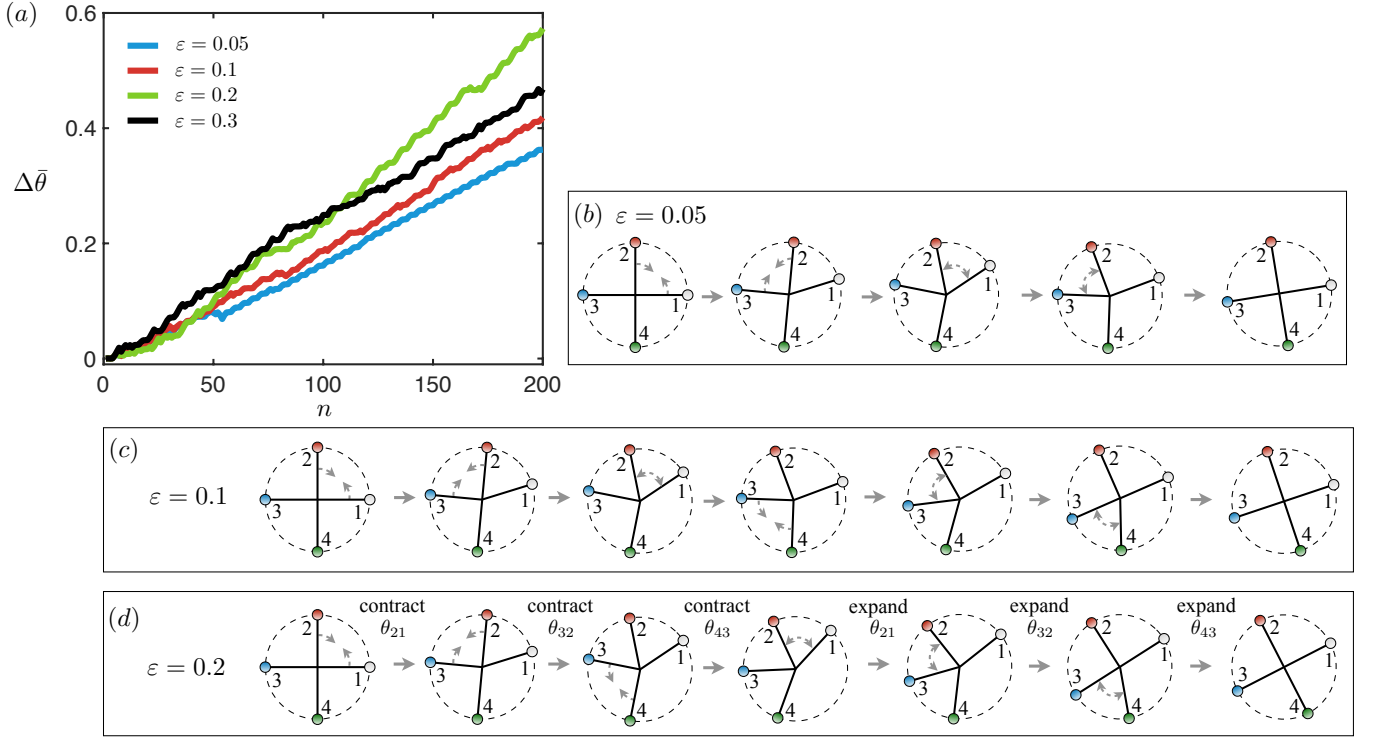 (a)
0.6
0.4
0.2
0
Δθ̄
ε = 0.05
ε = 0.1
ε = 0.2
ε = 0.3
0 50 100 150 200
n
(b) ε = 0.05
2 2 2 2 2
3 1 3 1 3 1 3 1 3 1
4 4 4 4 4
(c)
ε = 0.1
2 2 2 2 2 2 2
3 1 3 1 3 1 3 1 3 1 3 1 3 1
4 4 4 4 4 4 4
(d) contract contract contract expand expand expand
θ21 θ32 θ43 θ21 θ32 θ43
ε = 0.2
2 2 2 2 2 2 2
3 1 3 1 3 1 3 1 3 1 3 1 3 1
4 4 4 4 4 4 4